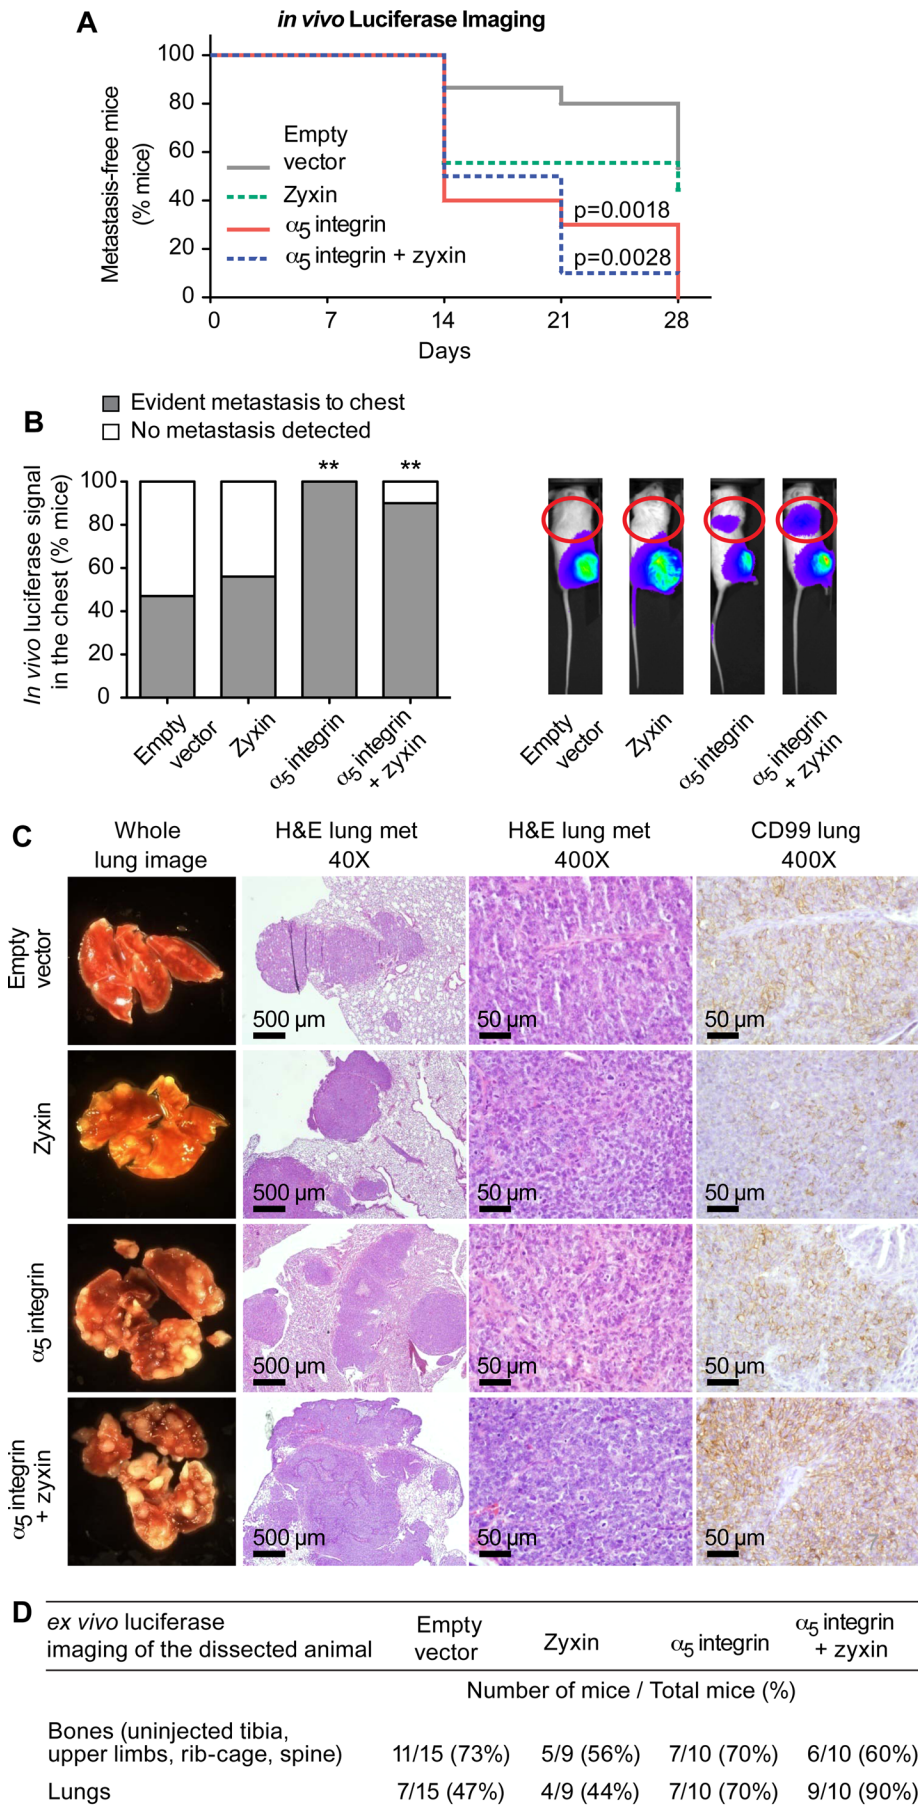 A
in vivo Luciferase Imaging
Metastasis-free mice
(% mice)
100
80
60
40
20
0
Empty
vector
Zyxin
α5 integrin
α5 integrin + zyxin
p=0.0018
p=0.0028
0 7 14 21 28
Days
B
Evident metastasis to chest
No metastasis detected
In vivo luciferase signal
in the chest (% mice)
100
80
60
40
20
0
** **
Empty
vector
Zyxin
α5 integrin
α5 integrin
+ zyxin
Empty
vector
Zyxin
α5 integrin
α5 integrin
+ zyxin
C
Whole
lung image
H&E lung met
40X
H&E lung met
400X
CD99 lung
400X
Empty
vector
500 µm 50 µm 50 µm
Zyxin
500 µm 50 µm 50 µm
α5 integrin
500 µm 50 µm 50 µm
α5 integrin
+ zyxin
500 µm 50 µm 50 µm
D
ex vivo luciferase
imaging of the dissected animal
Empty
vector
Zyxin
α5 integrin
α5 integrin
+ zyxin
Number of mice / Total mice (%)
Bones (uninjected tibia,
upper limbs, rib-cage, spine) 11/15 (73%) 5/9 (56%) 7/10 (70%) 6/10 (60%)
Lungs 7/15 (47%) 4/9 (44%) 7/10 (70%) 9/10 (90%)